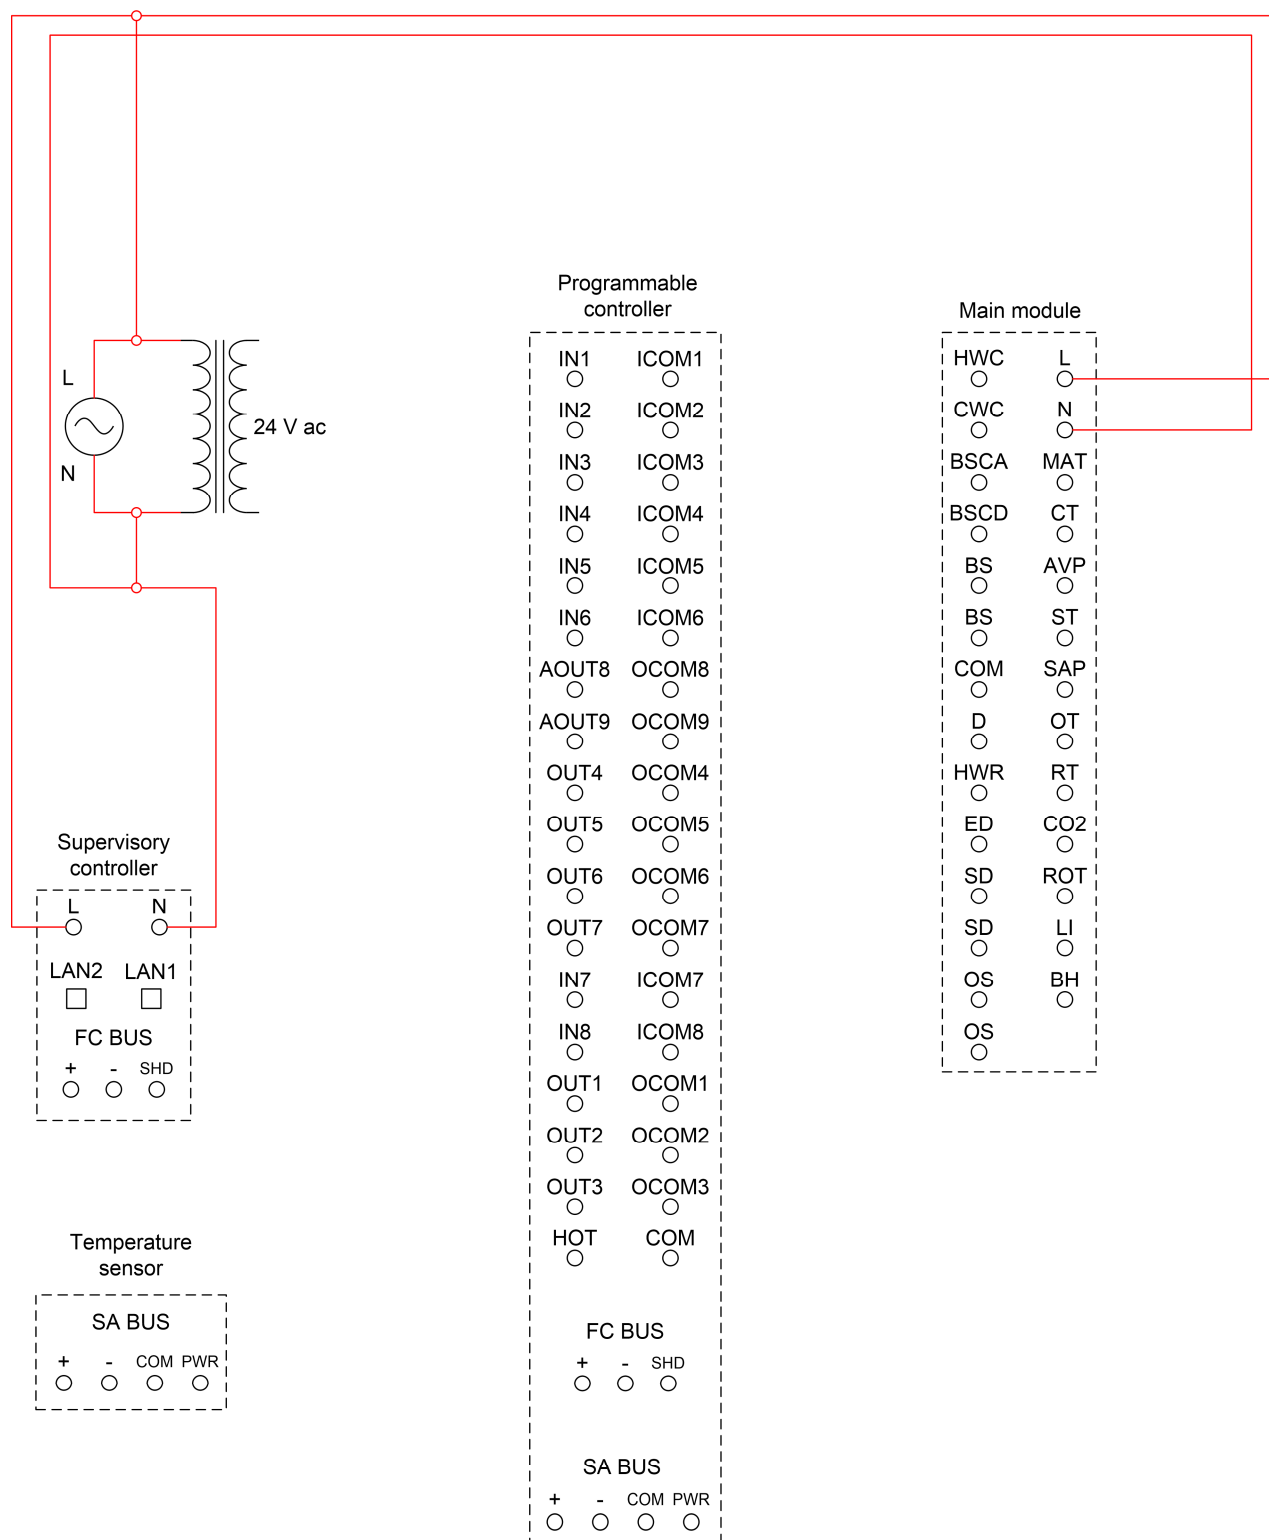 L
N
24 V ac
Supervisory
controller
L N
LAN2 LAN1
FC BUS
+ - SHD
Temperature
sensor
SA BUS
+ - COM PWR
Programmable
controller
IN1 ICOM1
IN2 ICOM2
IN3 ICOM3
IN4 ICOM4
IN5 ICOM5
IN6 ICOM6
AOUT8 OCOM8
AOUT9 OCOM9
OUT4 OCOM4
OUT5 OCOM5
OUT6 OCOM6
OUT7 OCOM7
IN7 ICOM7
IN8 ICOM8
OUT1 OCOM1
OUT2 OCOM2
OUT3 OCOM3
HOT COM
FC BUS
+ - SHD
SA BUS
+ - COM PWR
Main module
HWC L
CWC N
BSCA MAT
BSCD CT
BS AVP
BS ST
COM SAP
D OT
HWR RT
ED CO2
SD ROT
SD LI
OS BH
OS